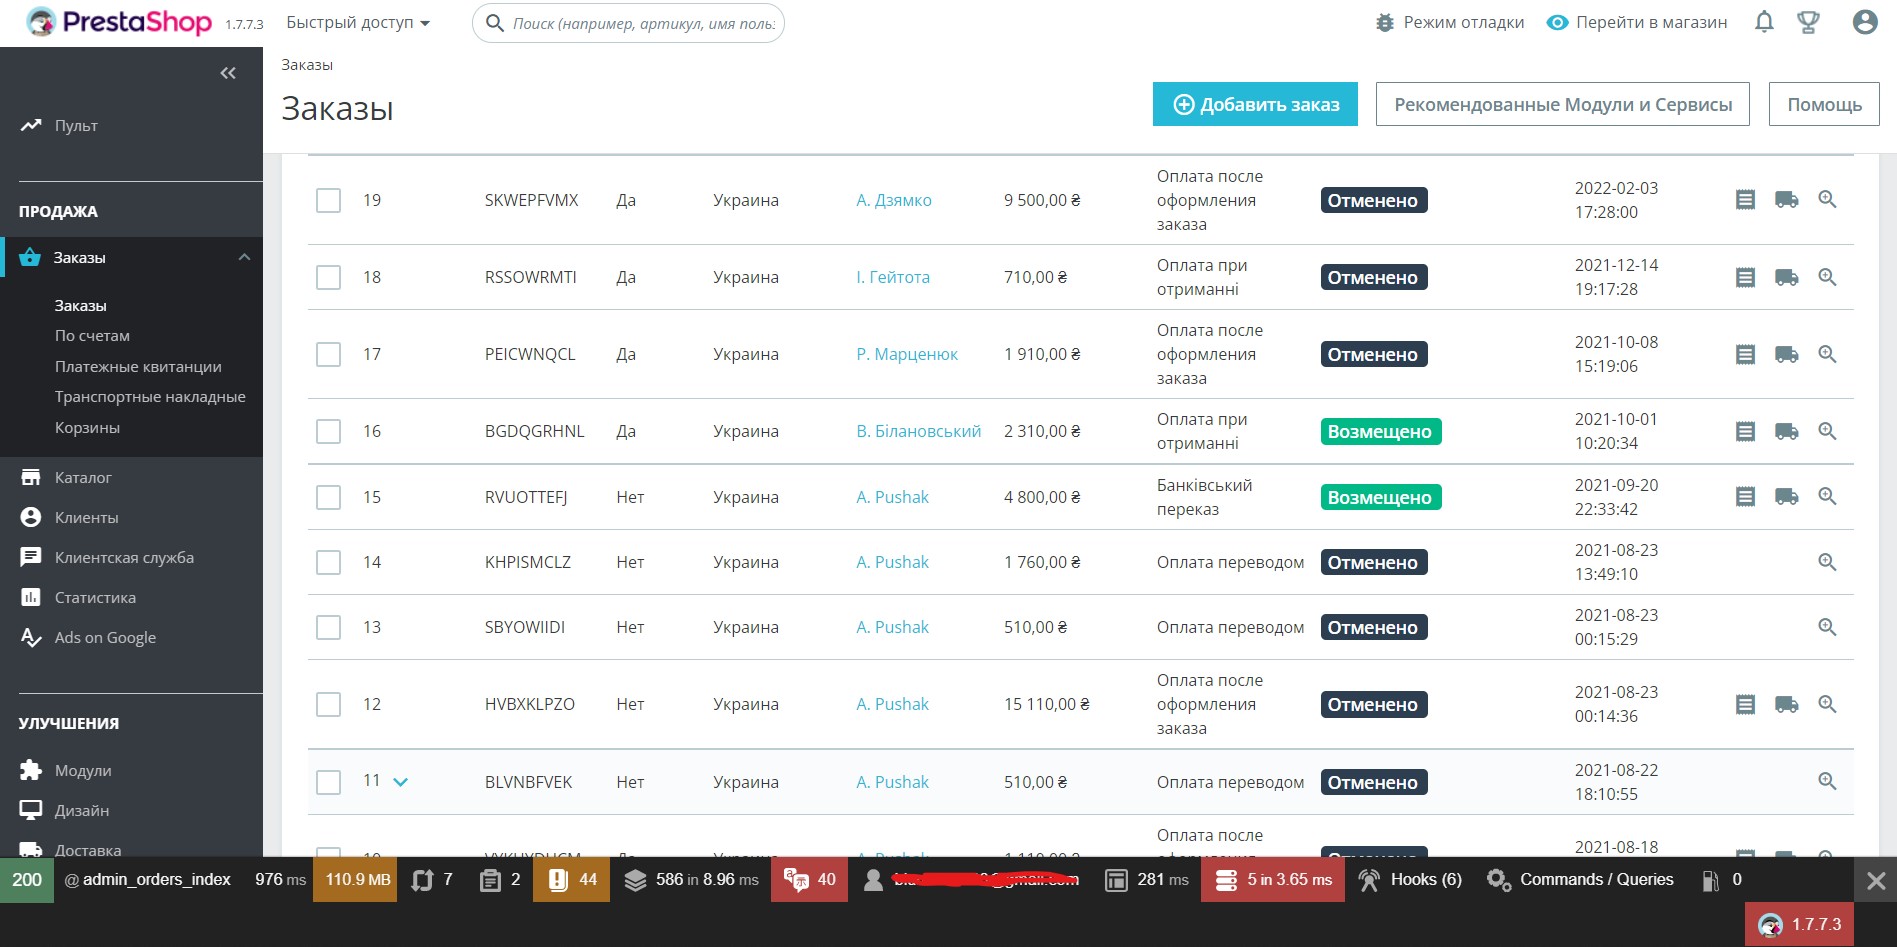 PrestaShop 1.7.7.3 Быстрый доступ Поиск (например, артикул, имя поль: Режим отладки Перейти в магазин
Заказы
Заказы
Добавить заказ Рекомендованные Модули и Сервисы Помощь
Пульт
ПРОДАЖА
Заказы
Заказы
По счетам
Платежные квитанции
Транспортные накладные
Корзины
Каталог
Клиенты
Клиентская служба
Статистика
Ads on Google
УЛУЧШЕНИЯ
Модули
Дизайн
Доставка
19 SKWEPFVMX Да Украина А. Дзямко 9 500,00 ₴ Оплата после оформления заказа Отменено 2022-02-03 17:28:00
18 RSSOWRMTI Да Украина І. Гейтота 710,00 ₴ Оплата при отриманні Отменено 2021-12-14 19:17:28
17 PEICWNQCL Да Украина Р. Марценюк 1 910,00 ₴ Оплата после оформления заказа Отменено 2021-10-08 15:19:06
16 BGDQGRHNL Да Украина В. Білановський 2 310,00 ₴ Оплата при отриманні Возмещено 2021-10-01 10:20:34
15 RVUOTTEFJ Нет Украина A. Pushak 4 800,00 ₴ Банківський переказ Возмещено 2021-09-20 22:33:42
14 KHPISMCLZ Нет Украина A. Pushak 1 760,00 ₴ Оплата переводом Отменено 2021-08-23 13:49:10
13 SBYOWIIDI Нет Украина A. Pushak 510,00 ₴ Оплата переводом Отменено 2021-08-23 00:15:29
12 HVBXKLPZO Нет Украина A. Pushak 15 110,00 ₴ Оплата после оформления заказа Отменено 2021-08-23 00:14:36
11 BLVNBFVEK Нет Украина A. Pushak 510,00 ₴ Оплата переводом Отменено 2021-08-22 18:10:55
Оплата после 2021-08-18
200 @ admin_orders_index 976 ms 110.9 MB 7 2 44 586 in 8.96 ms 40 281 ms 5 in 3.65 ms Hooks (6) Commands / Queries 0
1.7.7.3